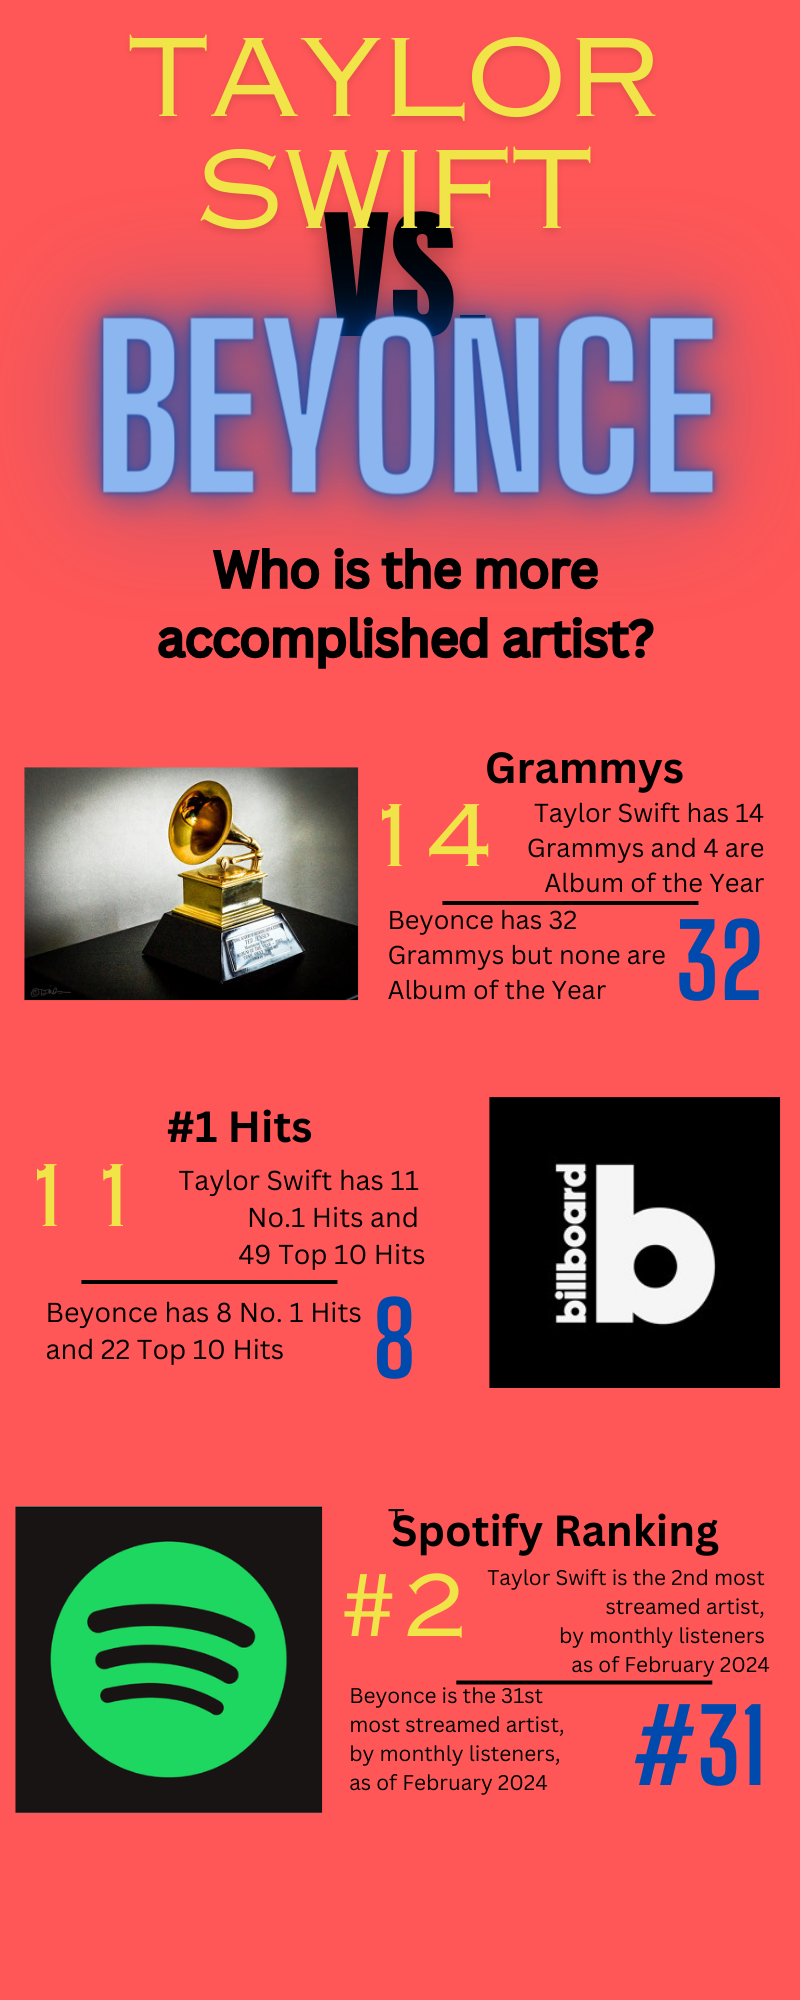 TAYLOR
SWIFT
VS.
BEYONCE
Who is the more
accomplished artist?
Grammys
14
Taylor Swift has 14
Grammys and 4 are
Album of the Year
Beyonce has 32
Grammys but none are
Album of the Year
32
#1 Hits
11
Taylor Swift has 11
No.1 Hits and
49 Top 10 Hits
Beyonce has 8 No. 1 Hits
and 22 Top 10 Hits
8
billboard
b
T
Spotify Ranking
#2
Taylor Swift is the 2nd most
streamed artist,
by monthly listeners
as of February 2024
Beyonce is the 31st
most streamed artist,
by monthly listeners,
as of February 2024
#31